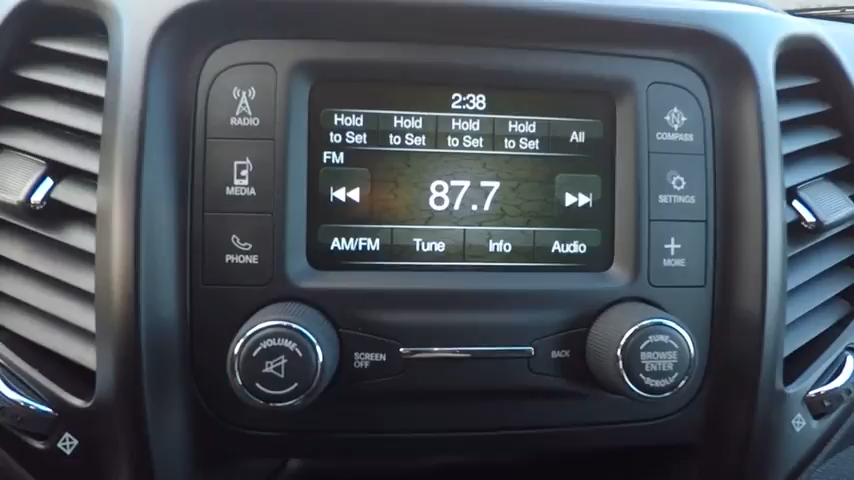 2:38
Hold to Set
Hold to Set
Hold to Set
Hold to Set
All
FM
87.7
AM/FM
Tune
Info
Audio
RADIO
MEDIA
PHONE
N
COMPASS
SETTINGS
MORE
VOLUME
SCREEN
OFF
BACK
TUNE
BROWSE
ENTER
SCROLL